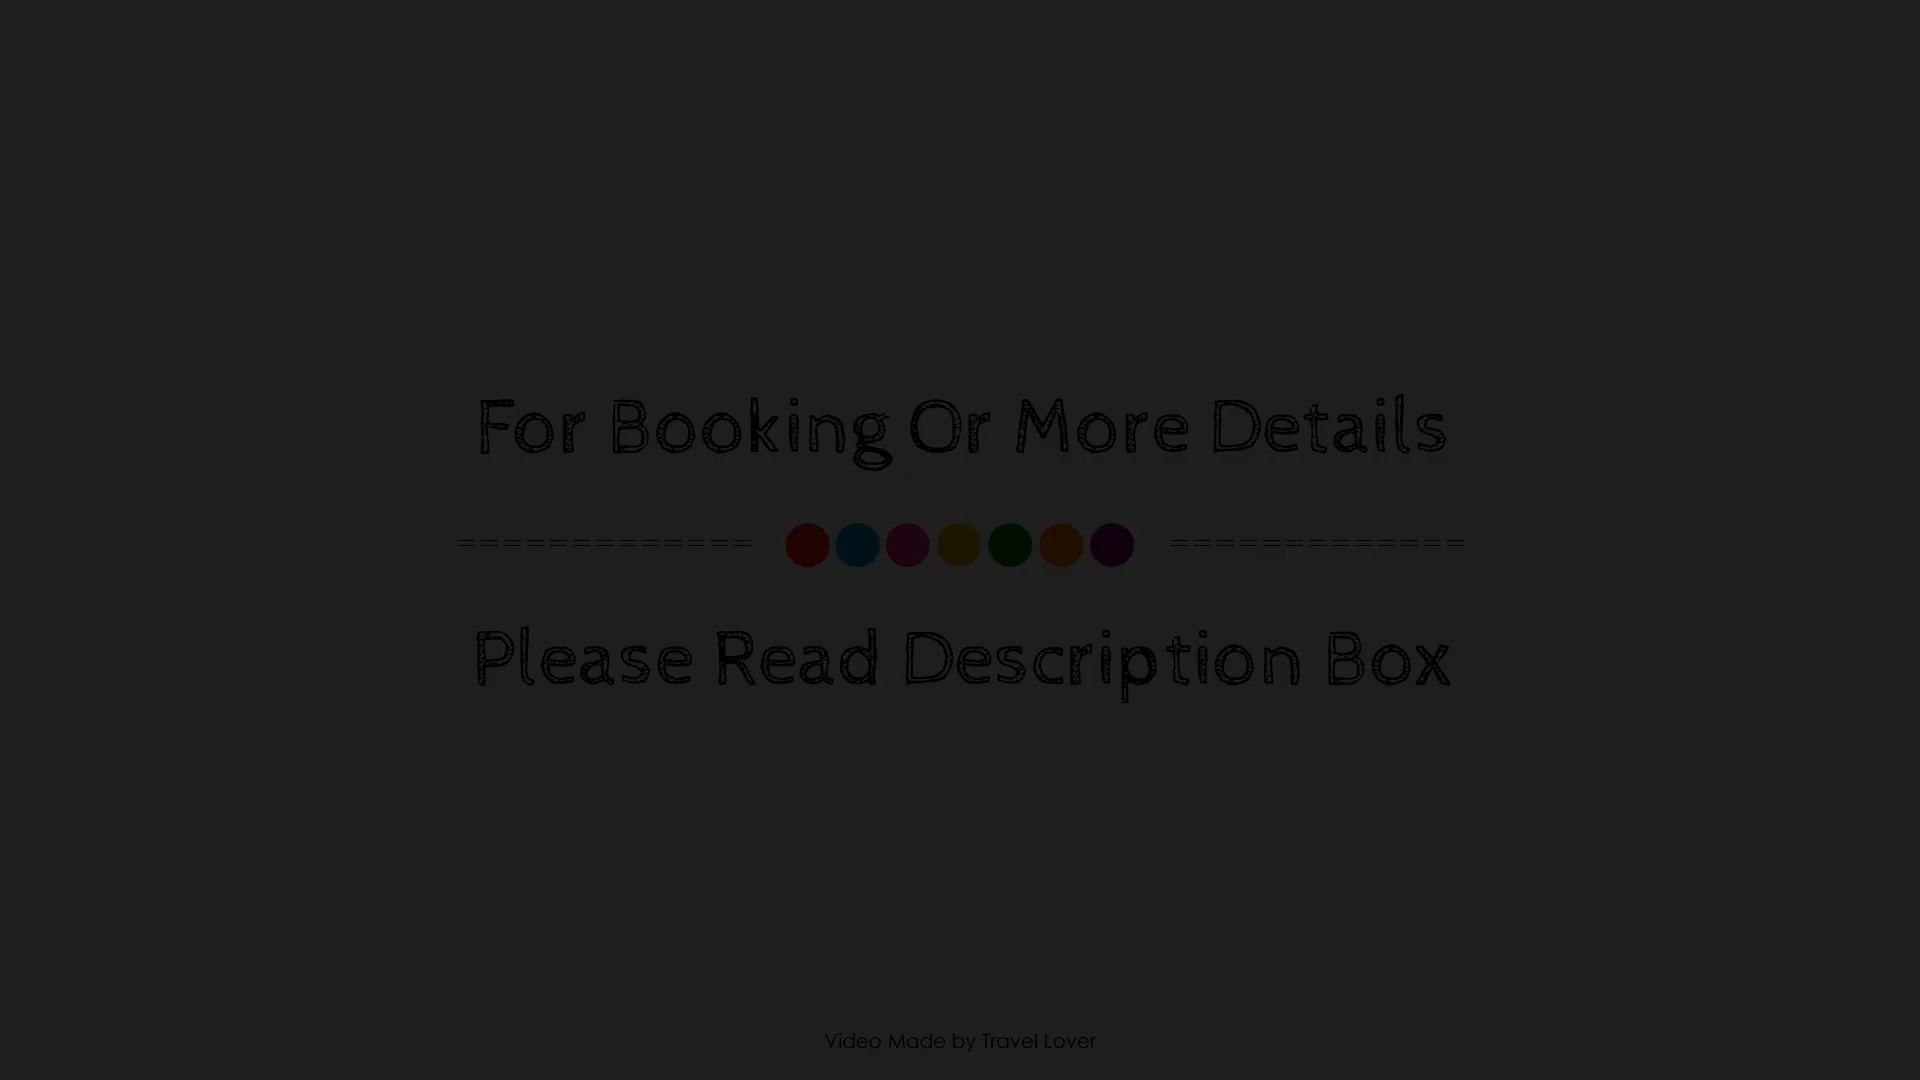 For Booking Or More Details
============= =============
Please Read Description Box
Video Made by Travel Lover